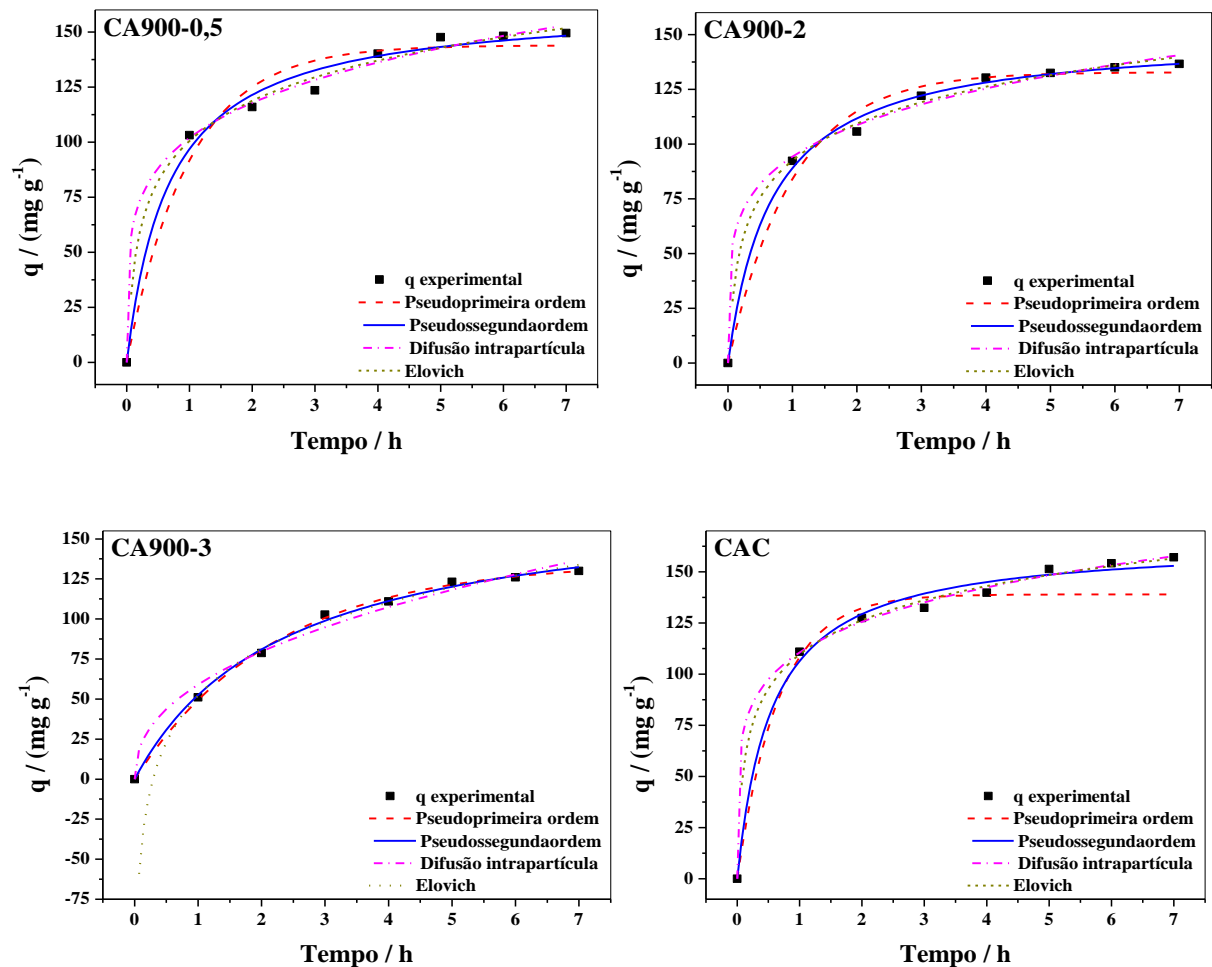 CA900-0,5
150
125
100
75
50
25
0
q / (mg g-1)
q experimental
Pseudoprimeira ordem
Pseudossegundaordem
Difusão intrapartícula
Elovich
0 1 2 3 4 5 6 7
Tempo / h
CA900-2
150
125
100
75
50
25
0
q / (mg g-1)
q experimental
Pseudoprimeira ordem
Pseudossegundaordem
Difusão intrapartícula
Elovich
0 1 2 3 4 5 6 7
Tempo / h
CA900-3
150
125
100
75
50
25
0
-25
-50
-75
q / (mg g-1)
q experimental
Pseudoprimeira ordem
Pseudossegundaordem
Difusão intrapartícula
Elovich
0 1 2 3 4 5 6 7
Tempo / h
CAC
150
125
100
75
50
25
0
q / (mg g-1)
q experimental
Pseudoprimeira ordem
Pseudossegundaordem
Difusão intrapartícula
Elovich
0 1 2 3 4 5 6 7
Tempo / h